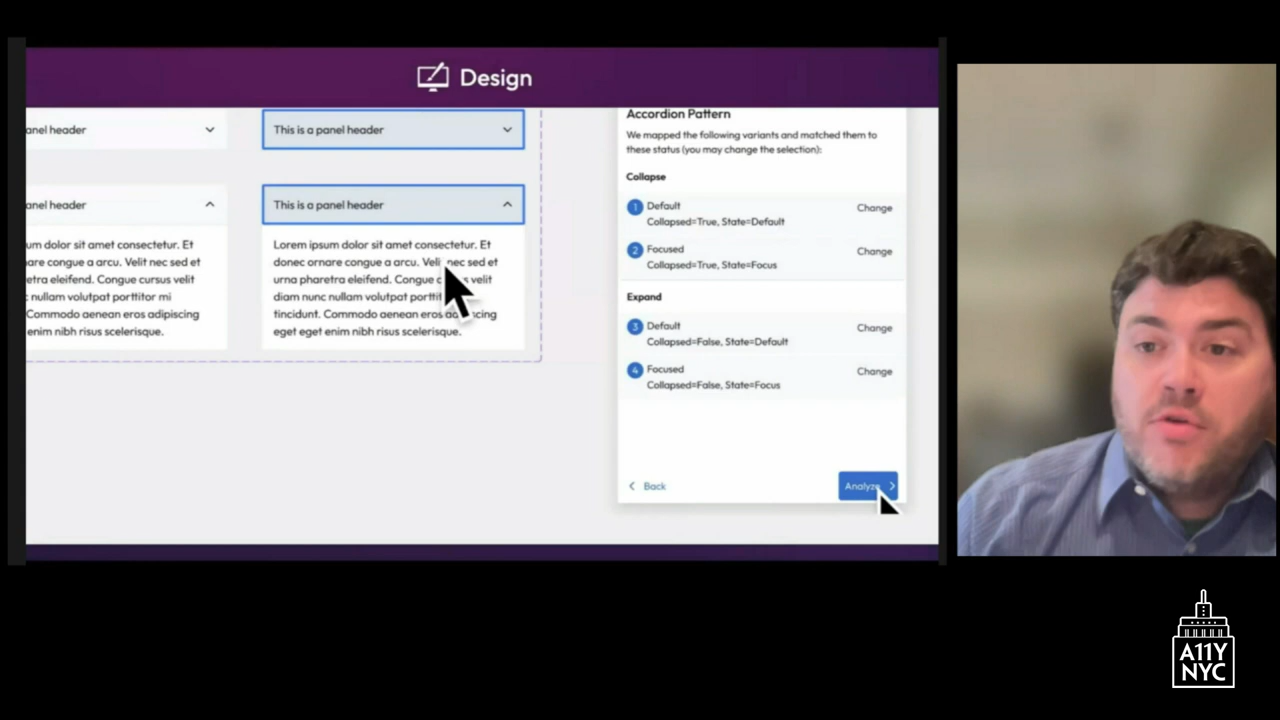 Design
anel header
This is a panel header
anel header
This is a panel header
um dolor sit amet consectetur. Et
are congue a arcu. Velit nec sed et
etra eleifend. Congue cursus velit
nullam volutpat porttitor mi
Commodo aenean eros adipiscing
enim nibh risus scelerisque.
Lorem ipsum dolor sit amet consectetur. Et
donec ornare congue a arcu. Velit nec sed et
urna pharetra eleifend. Congue velit
diam nunc nullam volutpat
tincidunt. Commodo aenean eros
eget eget enim nibh risus scelerisque.
Accordion Pattern
We mapped the following variants and matched them to
these status (you may change the selection):
Collapse
1 Default Change
Collapsed=True, State=Default
2 Focused Change
Collapsed=True, State=Focus
Expand
3 Default Change
Collapsed=False, State=Default
4 Focused Change
Collapsed=False, State=Focus
Back
Analyze
A11Y
NYC